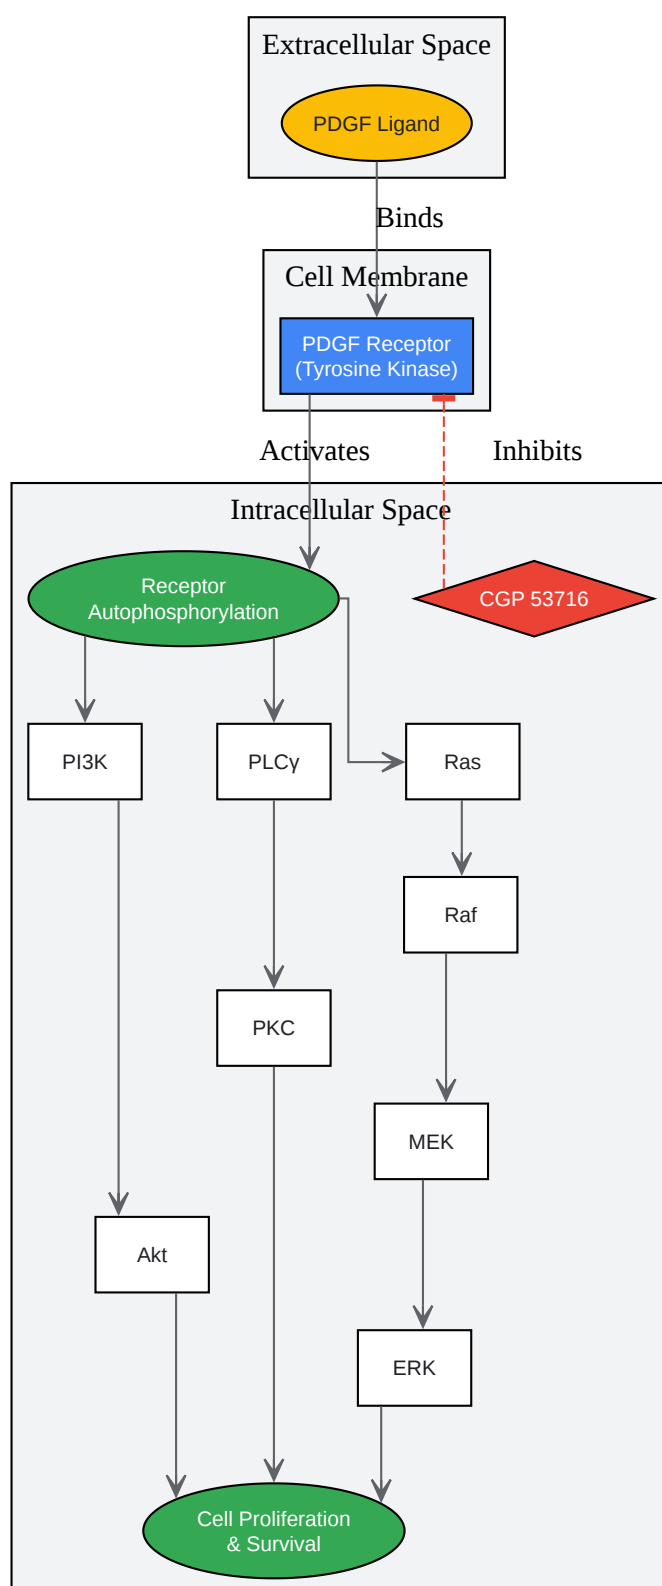 Extracellular Space
PDGF Ligand
Binds
Cell Membrane
PDGF Receptor
(Tyrosine Kinase)
Activates
Inhibits
Intracellular Space
Receptor
Autophosphorylation
CGP 53716
PI3K
PLCγ
Ras
Raf
PKC
MEK
Akt
ERK
Cell Proliferation
& Survival